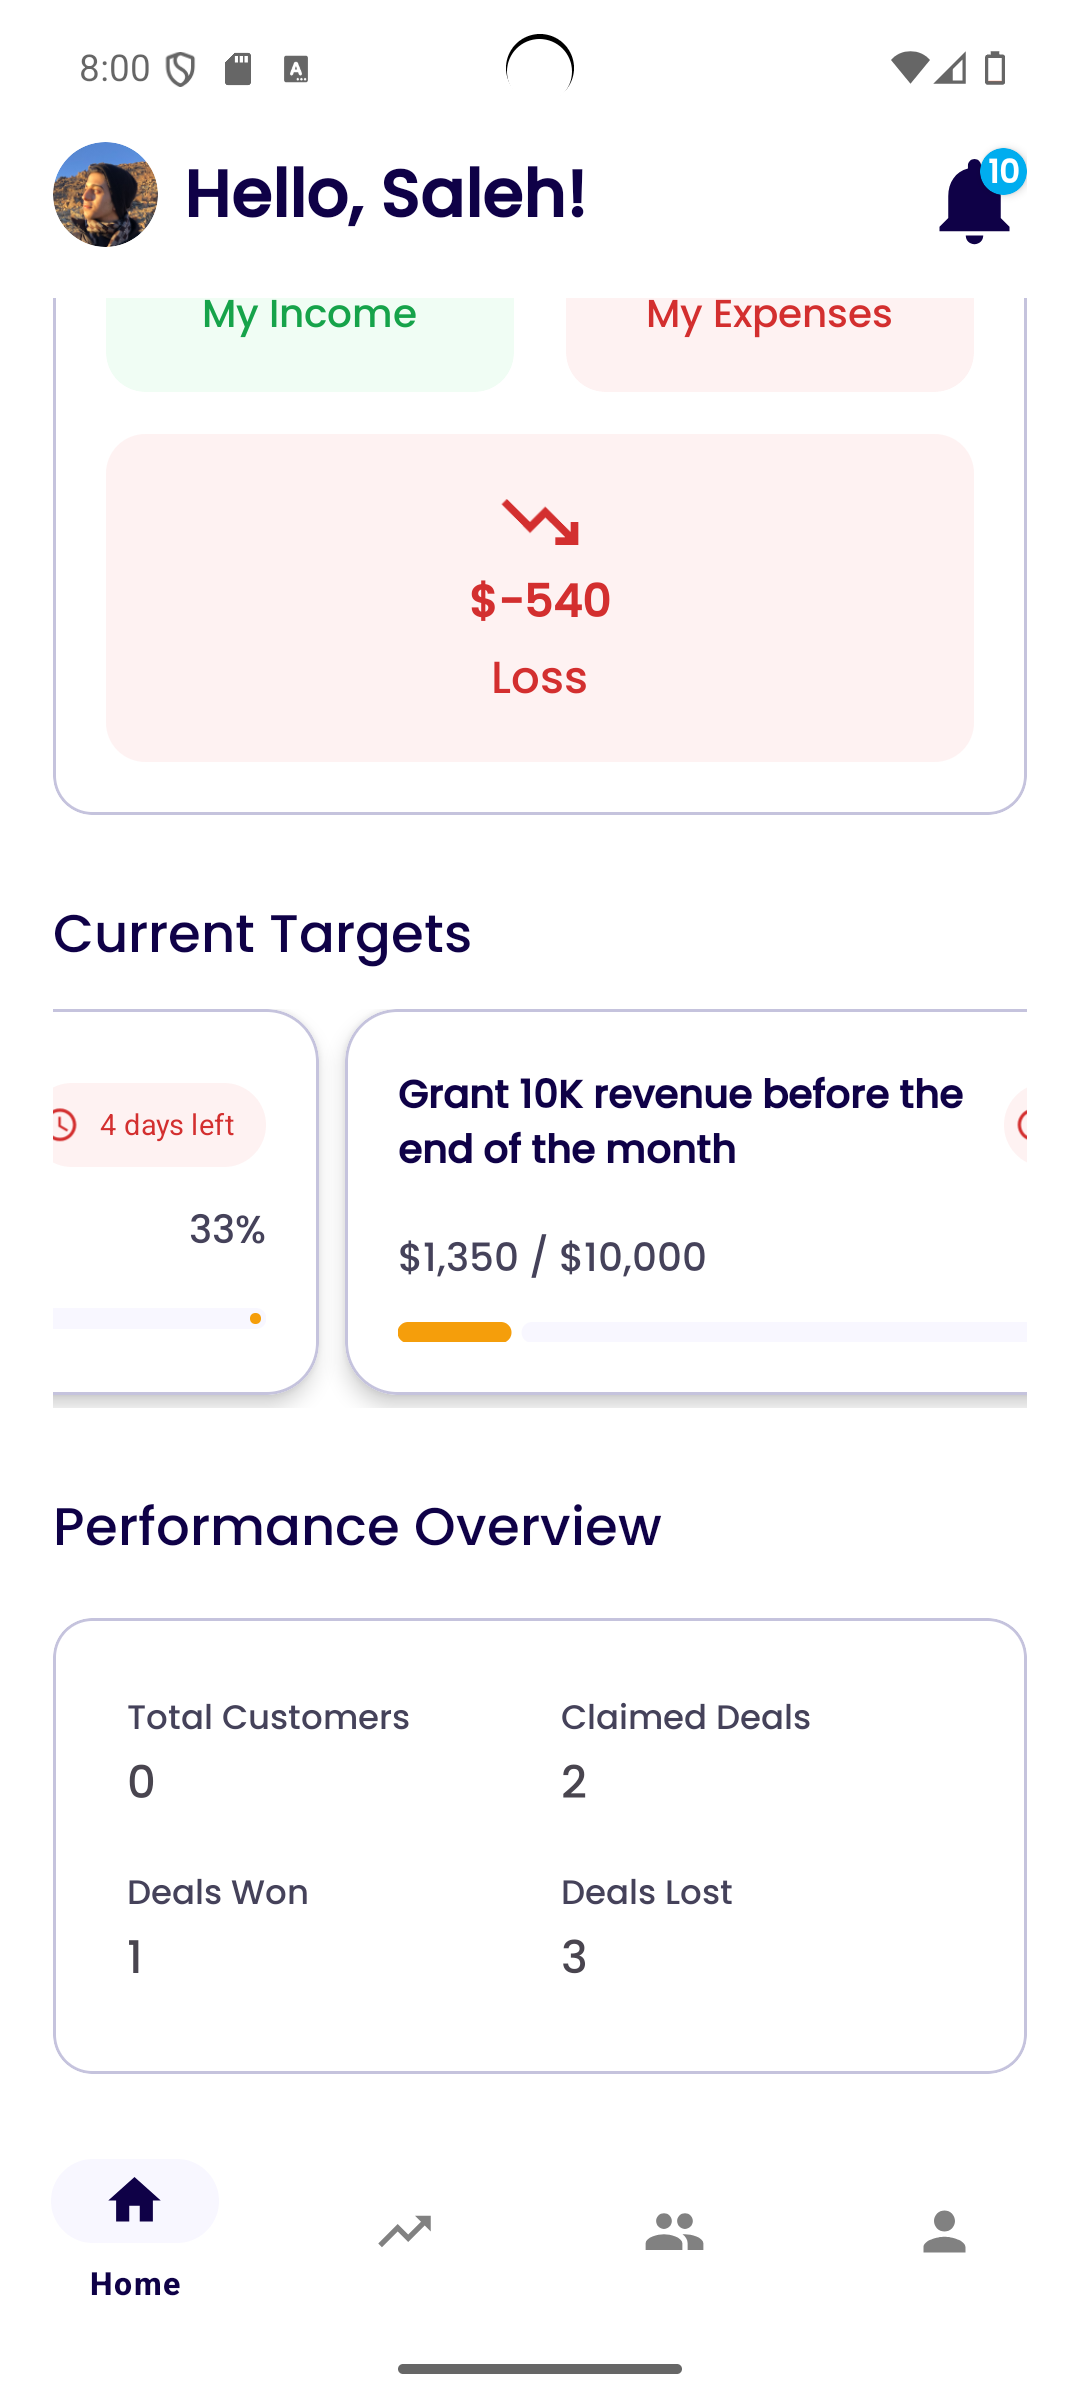 8:00
Hello, Saleh!
10
My Income
My Expenses
$-540
Loss
Current Targets
4 days left
33%
Grant 10K revenue before the
end of the month
$1,350 / $10,000
Performance Overview
Total Customers
Claimed Deals
0
2
Deals Won
Deals Lost
1
3
Home